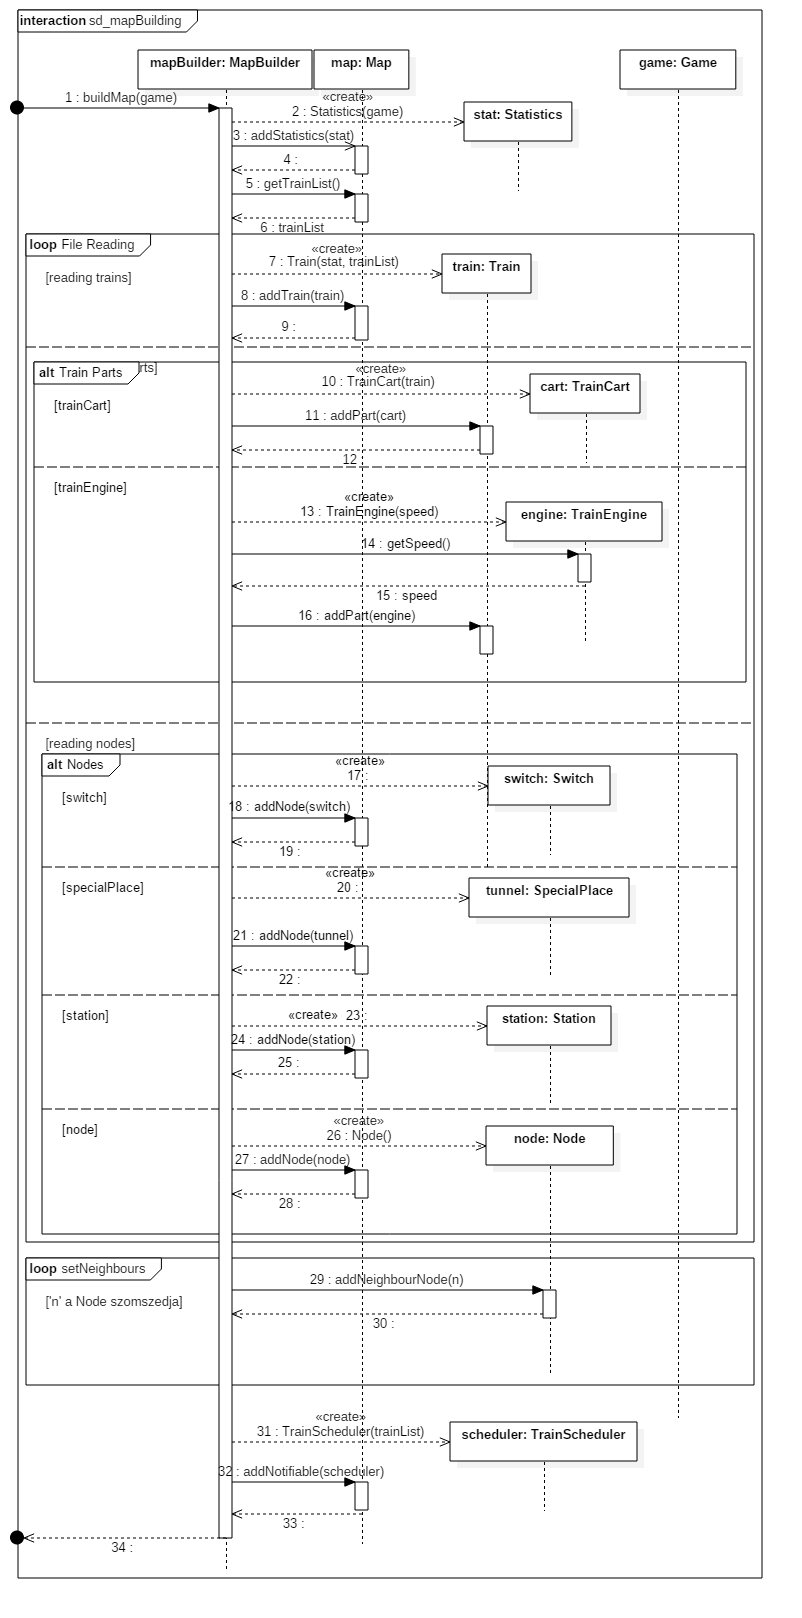 interaction sd_mapBuilding
mapBuilder: MapBuilder
map: Map
game: Game
1 : buildMap(game)
«create»
2 : Statistics(game)
stat: Statistics
3 : addStatistics(stat)
4 :
5 : getTrainList()
6 : trainList
loop File Reading
[reading trains]
«create»
7 : Train(stat, trainList)
train: Train
8 : addTrain(train)
9 :
alt Train Parts
rts]
[trainCart]
«create»
10 : TrainCart(train)
cart: TrainCart
11 : addPart(cart)
12
[trainEngine]
«create»
13 : TrainEngine(speed)
engine: TrainEngine
14 : getSpeed()
15 : speed
16 : addPart(engine)
[reading nodes]
alt Nodes
[switch]
«create»
17 :
switch: Switch
18 : addNode(switch)
19 :
[specialPlace]
«create»
20 :
tunnel: SpecialPlace
21 : addNode(tunnel)
22 :
[station]
«create» 23 :
station: Station
24 : addNode(station)
25 :
[node]
«create»
26 : Node()
node: Node
27 : addNode(node)
28 :
loop setNeighbours
['n' a Node szomszedja]
29 : addNeighbourNode(n)
30 :
«create»
31 : TrainScheduler(trainList)
scheduler: TrainScheduler
32 : addNotifiable(scheduler)
33 :
34 :